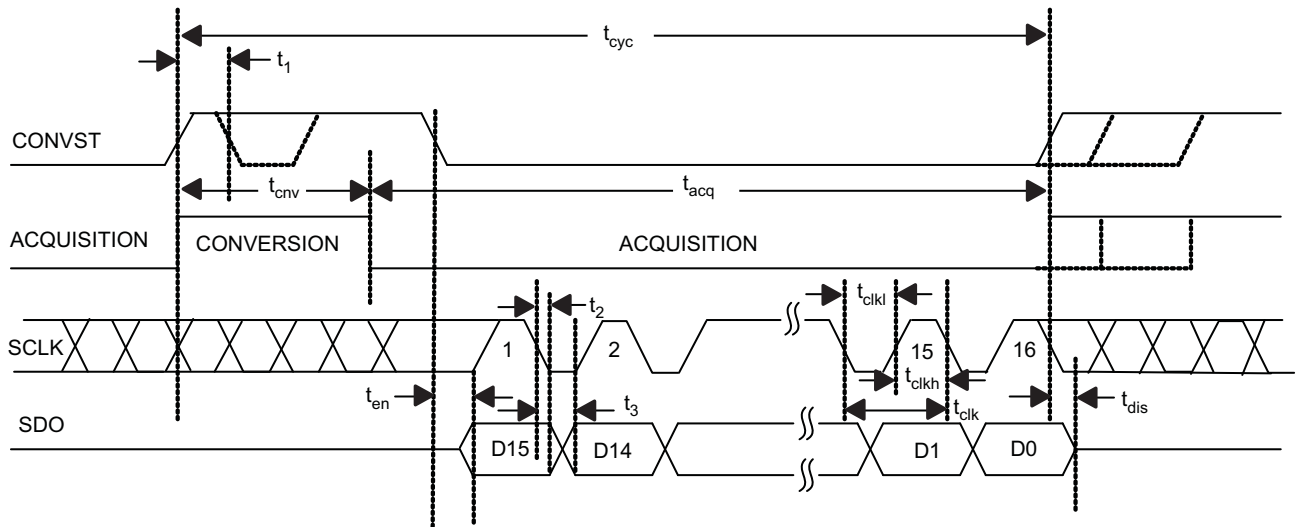 tcyc
t1
CONVST
tcnv
tacq
ACQUISITION
CONVERSION
ACQUISITION
t2
tclkl
SCLK
1
2
15
16
tclkh
ten
t3
tclk
tdis
SDO
D15
D14
D1
D0